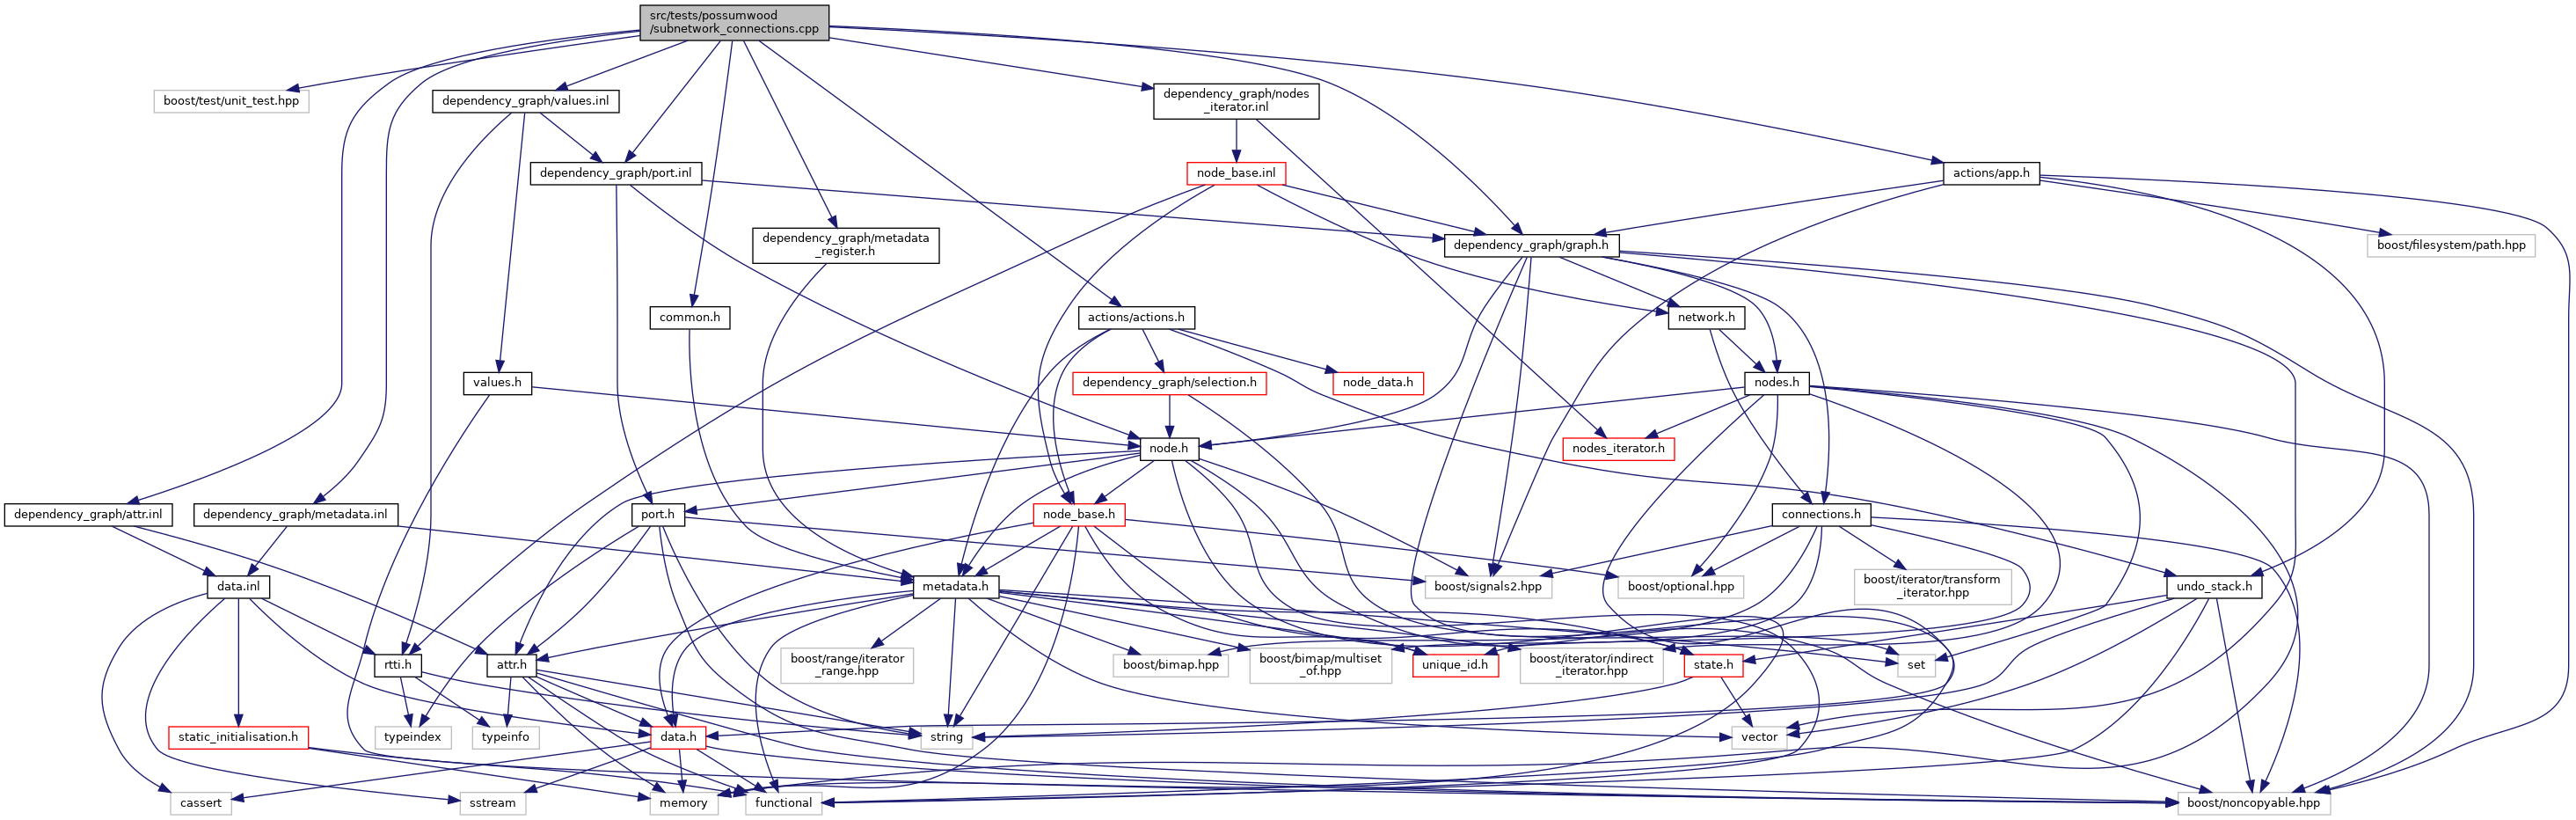 src/tests/possumwood
/subnetwork_connections.cpp
boost/test/unit_test.hpp
dependency_graph/values.inl
dependency_graph/nodes
_iterator.inl
dependency_graph/port.inl
node_base.inl
actions/app.h
dependency_graph/metadata
_register.h
dependency_graph/graph.h
boost/filesystem/path.hpp
common.h
actions/actions.h
network.h
values.h
dependency_graph/selection.h
node_data.h
nodes.h
node.h
nodes_iterator.h
dependency_graph/attr.inl
dependency_graph/metadata.inl
port.h
node_base.h
connections.h
data.inl
metadata.h
boost/signals2.hpp
boost/optional.hpp
boost/iterator/transform
_iterator.hpp
undo_stack.h
rtti.h
attr.h
boost/range/iterator
_range.hpp
boost/bimap.hpp
boost/bimap/multiset
_of.hpp
unique_id.h
boost/iterator/indirect
_iterator.hpp
state.h
set
static_initialisation.h
typeindex
typeinfo
data.h
string
vector
cassert
sstream
memory
functional
boost/noncopyable.hpp